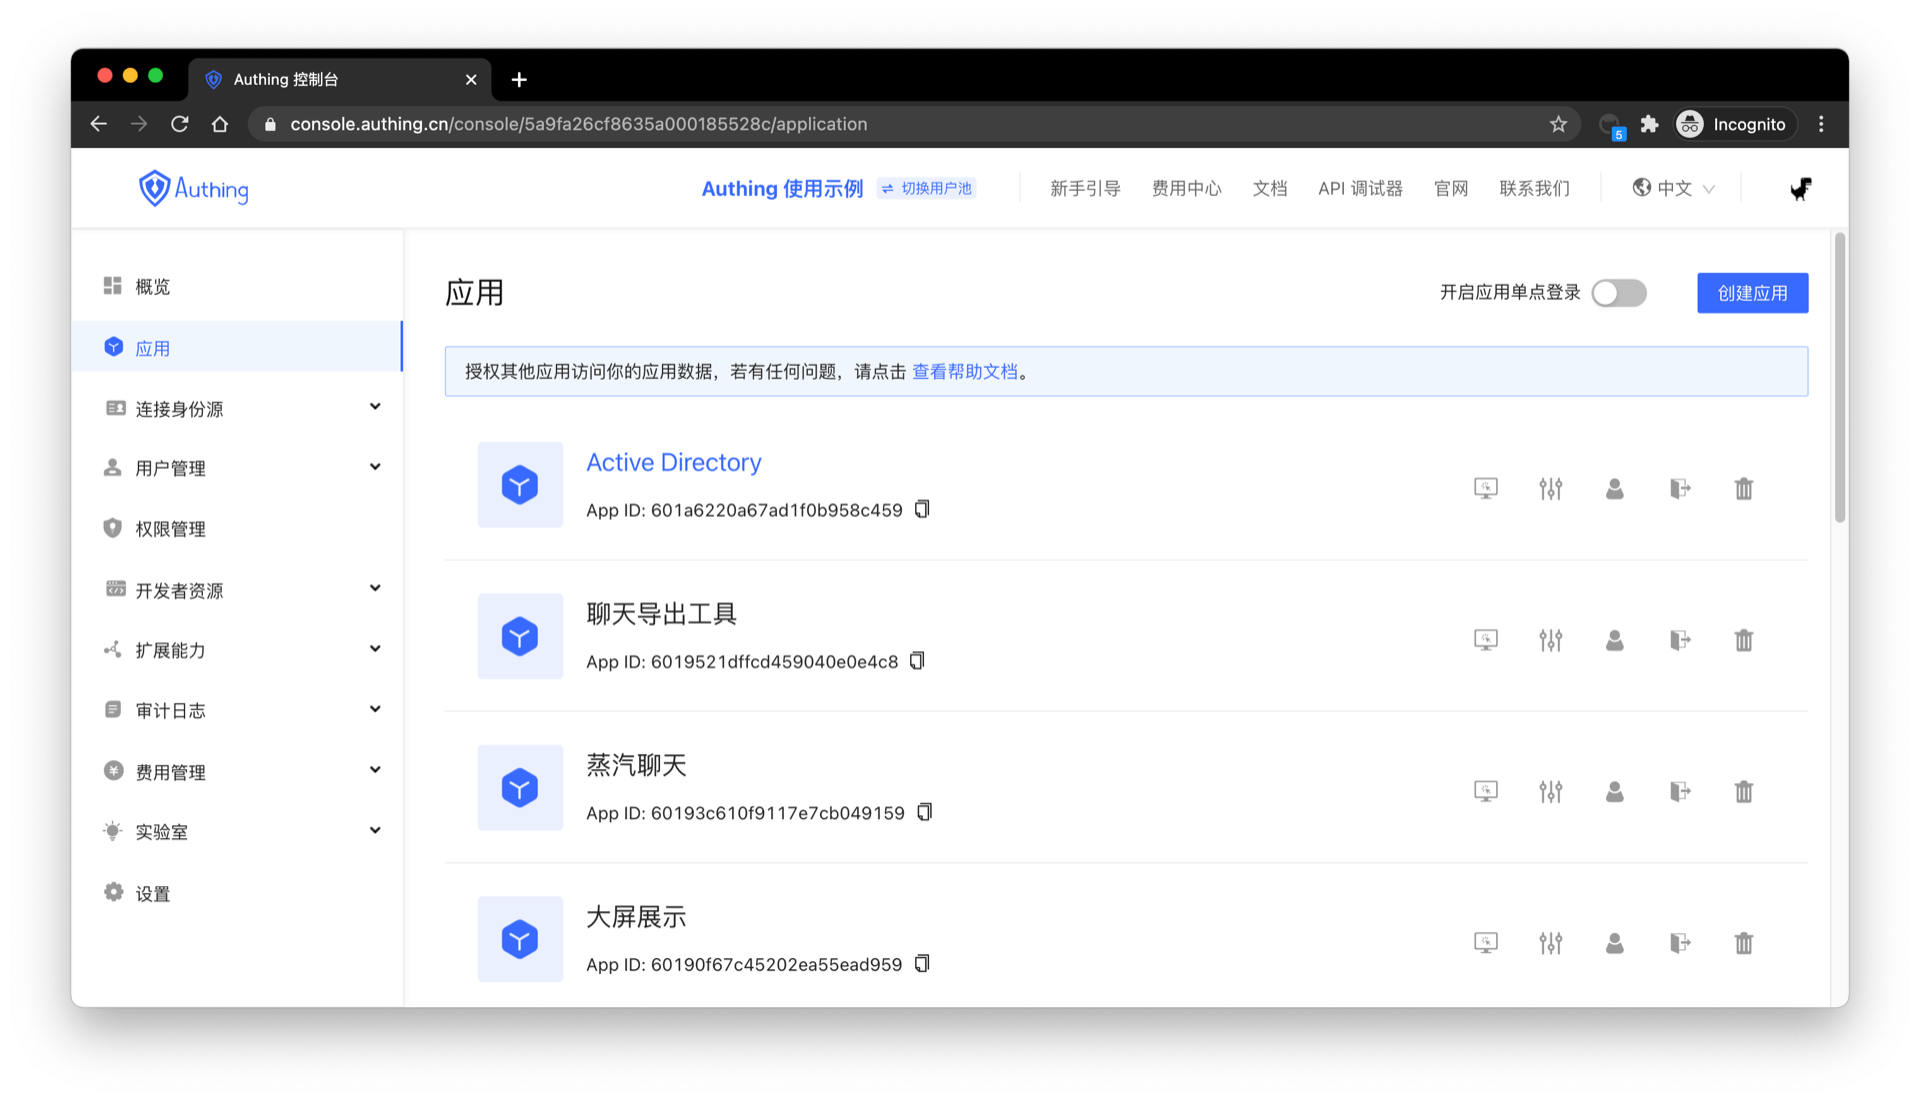 Authing 控制台
console.authing.cn/console/5a9fa26cf8635a000185528c/application
5
Incognito
Authing
Authing 使用示例
切换用户池
新手引导
费用中心
文档
API 调试器
官网
联系我们
中文
概览
应用
连接身份源
用户管理
权限管理
开发者资源
扩展能力
审计日志
费用管理
实验室
设置
应用
开启应用单点登录
创建应用
授权其他应用访问你的应用数据，若有任何问题，请点击 查看帮助文档。
Active Directory
App ID: 601a6220a67ad1f0b958c459
聊天导出工具
App ID: 6019521dffcd459040e0e4c8
蒸汽聊天
App ID: 60193c610f9117e7cb049159
大屏展示
App ID: 60190f67c45202ea55ead959